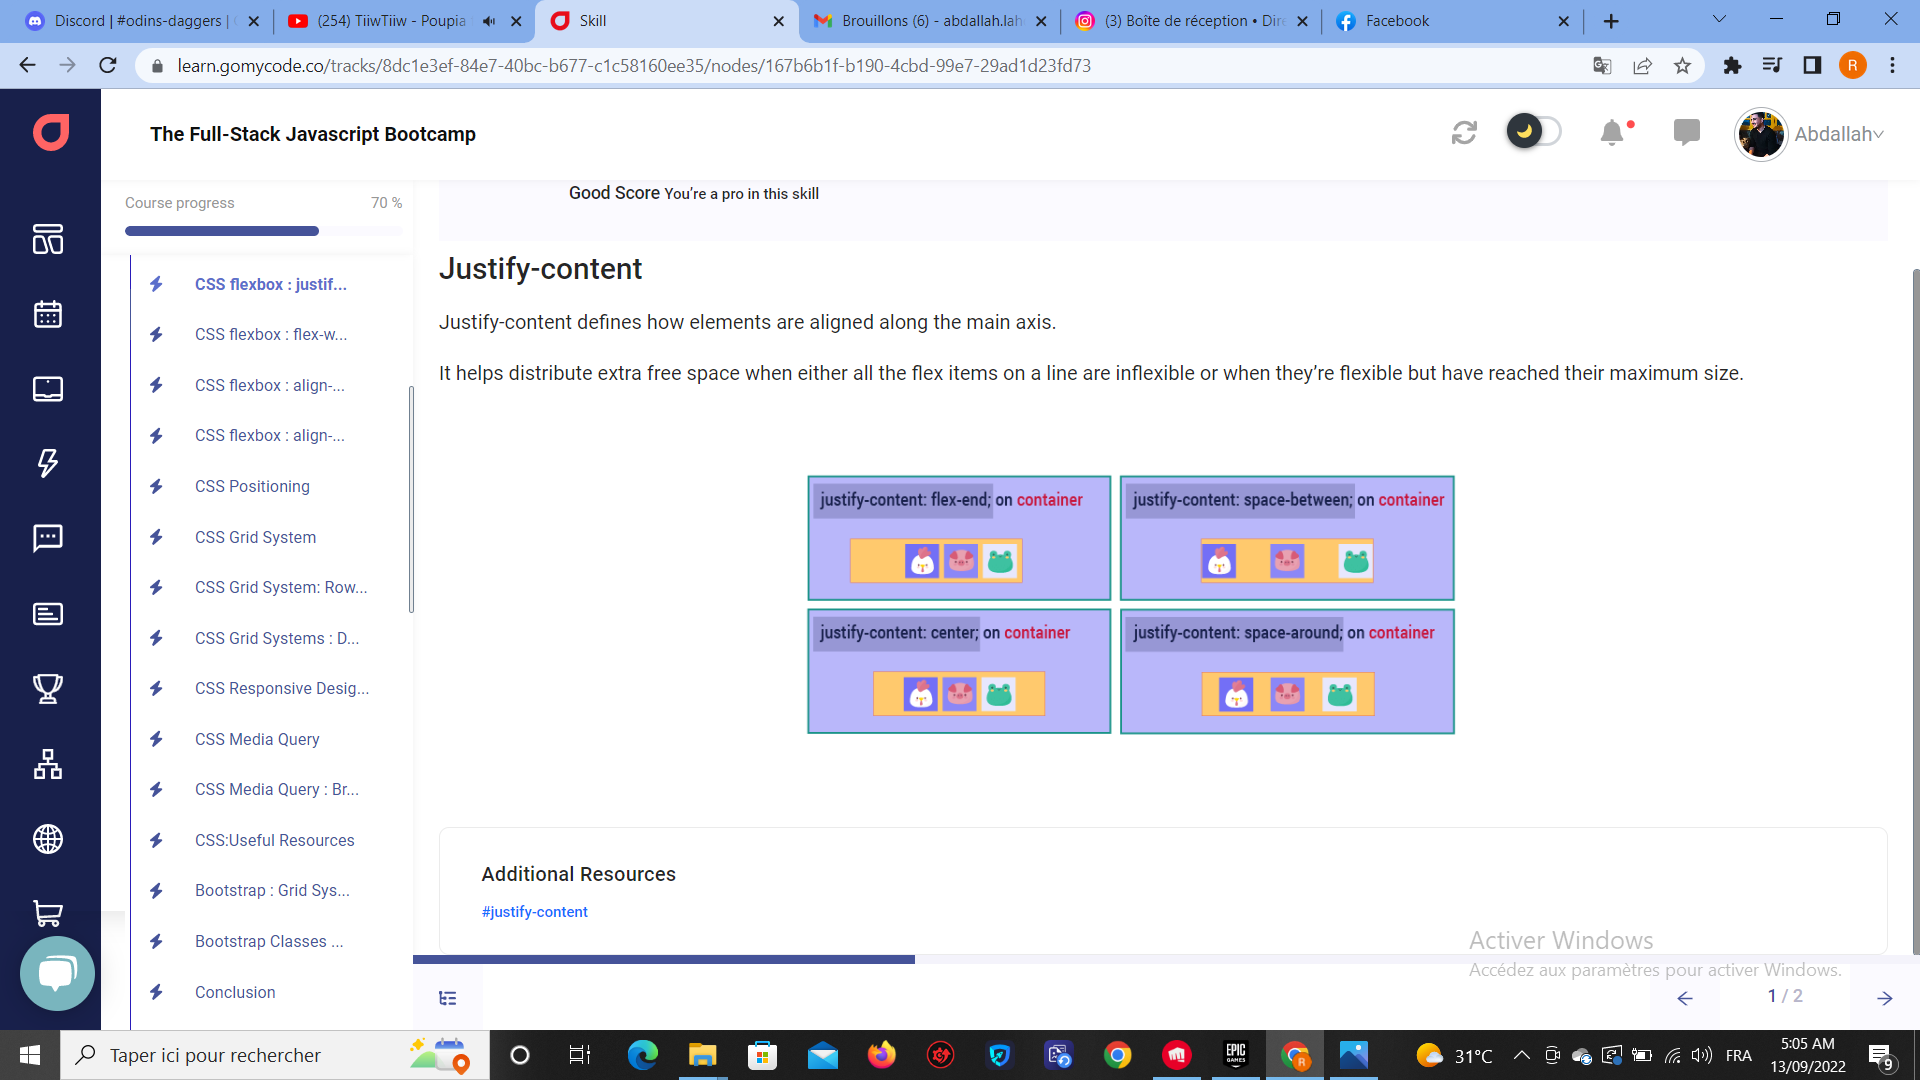 Discord | #odins-daggers |
(254) TiiwTiiw - Poupia
Skill
Brouillons (6) - abdallah.lah
(3) Boîte de réception • Dire
Facebook
learn.gomycode.co/tracks/8dc1e3ef-84e7-40bc-b677-c1c58160ee35/nodes/167b6b1f-b190-4cbd-99e7-29ad1d23fd73
R
The Full-Stack Javascript Bootcamp
Abdallah
Course progress
70 %
CSS flexbox : justif...
CSS flexbox : flex-w...
CSS flexbox : align-...
CSS flexbox : align-...
CSS Positioning
CSS Grid System
CSS Grid System: Row...
CSS Grid Systems : D...
CSS Responsive Desig...
CSS Media Query
CSS Media Query : Br...
CSS:Useful Resources
Bootstrap : Grid Sys...
Bootstrap Classes ...
Conclusion
Good Score You’re a pro in this skill
Justify-content
Justify-content defines how elements are aligned along the main axis.
It helps distribute extra free space when either all the flex items on a line are inflexible or when they’re flexible but have reached their maximum size.
justify-content: flex-end; on container
justify-content: space-between; on container
justify-content: center; on container
justify-content: space-around; on container
Additional Resources
#justify-content
Activer Windows
Accédez aux paramètres pour activer Windows.
1 / 2
Taper ici pour rechercher
EPIC
GAMES
R
31°C
FRA
5:05 AM
13/09/2022
9